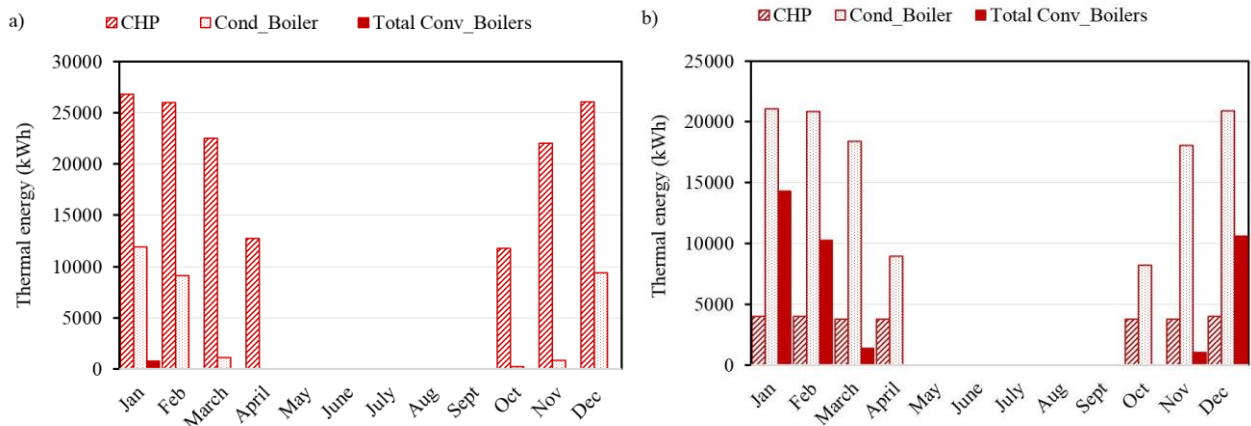 a)
CHP Cond_Boiler Total Conv_Boilers
Thermal energy (kWh)
30000
25000
20000
15000
10000
5000
0
Jan Feb March April May June July Aug Sept Oct Nov Dec
b)
CHP Cond_Boiler Total Conv_Boilers
Thermal energy (kWh)
25000
20000
15000
10000
5000
0
Jan Feb March April May June July Aug Sept Oct Nov Dec